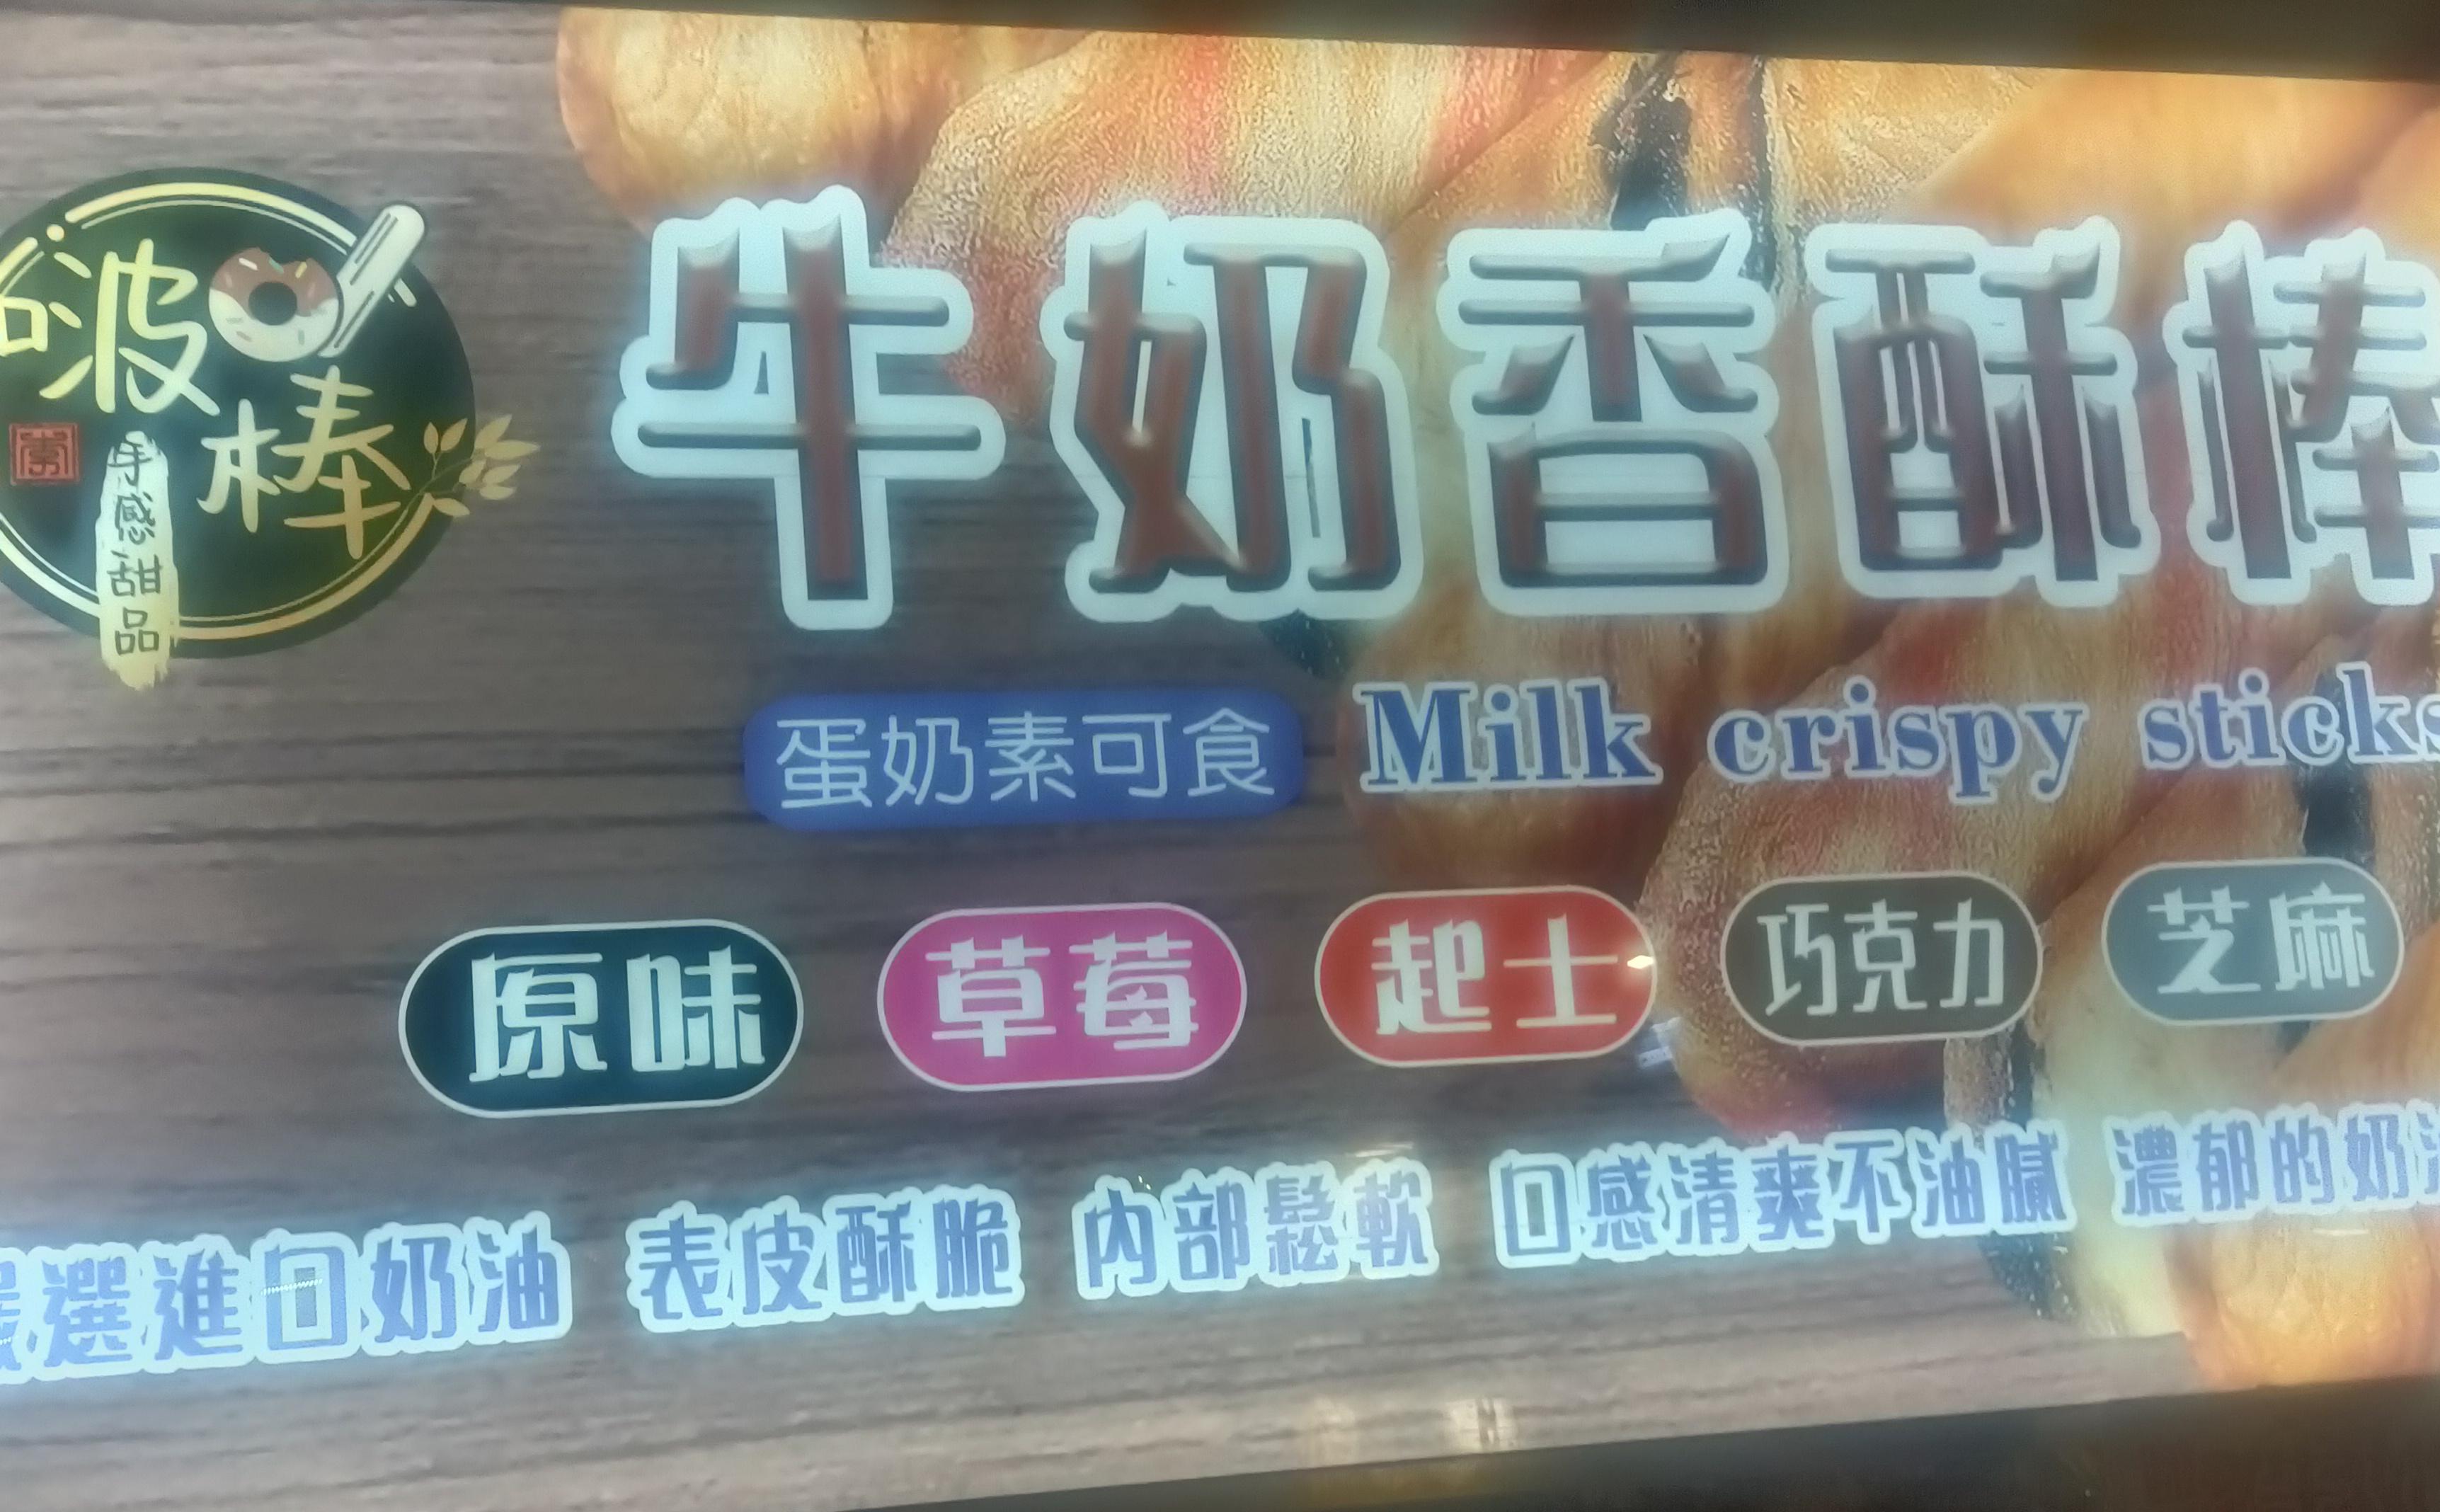 啵棒
手感甜品
牛奶香酥棒
蛋奶素可食 Milk crispy sticks
原味 草莓 起士 巧克力 芝麻
嚴選進口奶油 表皮酥脆 內部鬆軟 口感清爽不油膩 濃郁的奶油